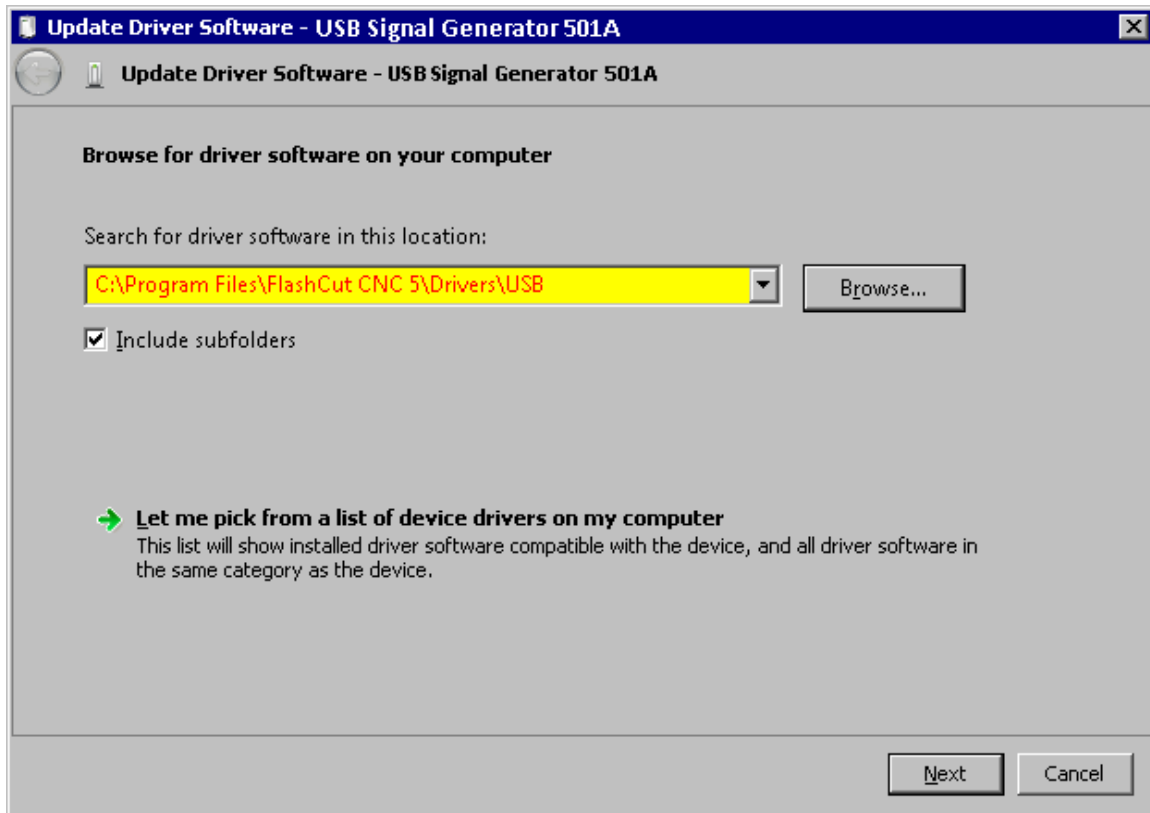 Update Driver Software - USB Signal Generator 501A
Update Driver Software - USB Signal Generator 501A
Browse for driver software on your computer
Search for driver software in this location:
C:\Program Files\FlashCut CNC 5\Drivers\USB
Browse...
Include subfolders
Let me pick from a list of device drivers on my computer
This list will show installed driver software compatible with the device, and all driver software in
the same category as the device.
Next
Cancel